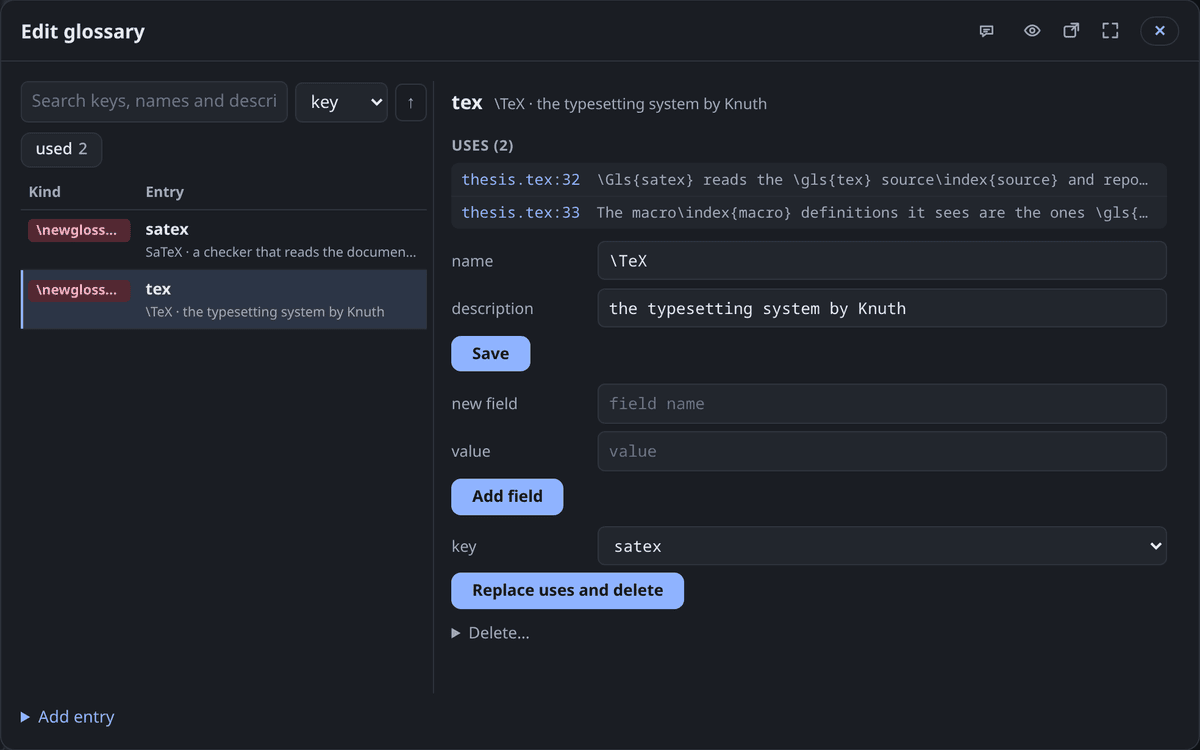 Edit glossary
Search keys, names and descri
key
↑
used 2
Kind Entry
\newgloss... satex
SaTeX · a checker that reads the documen...
\newgloss... tex
\TeX · the typesetting system by Knuth
Add entry
tex \TeX · the typesetting system by Knuth
USES (2)
thesis.tex:32 \Gls{satex} reads the \gls{tex} source\index{source} and repo…
thesis.tex:33 The macro\index{macro} definitions it sees are the ones \gls{…
name \TeX
description the typesetting system by Knuth
Save
new field field name
value value
Add field
key satex
Replace uses and delete
Delete...